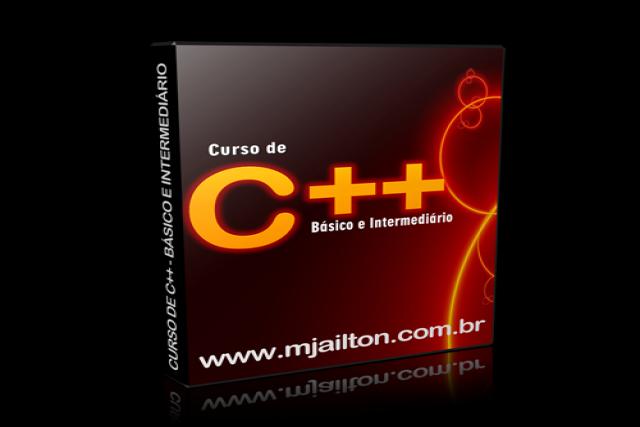 CURSO DE C++ - BÁSICO E INTERMEDIÁRIO
Curso de
C++
Básico e Intermediário
www.mjailton.com.br